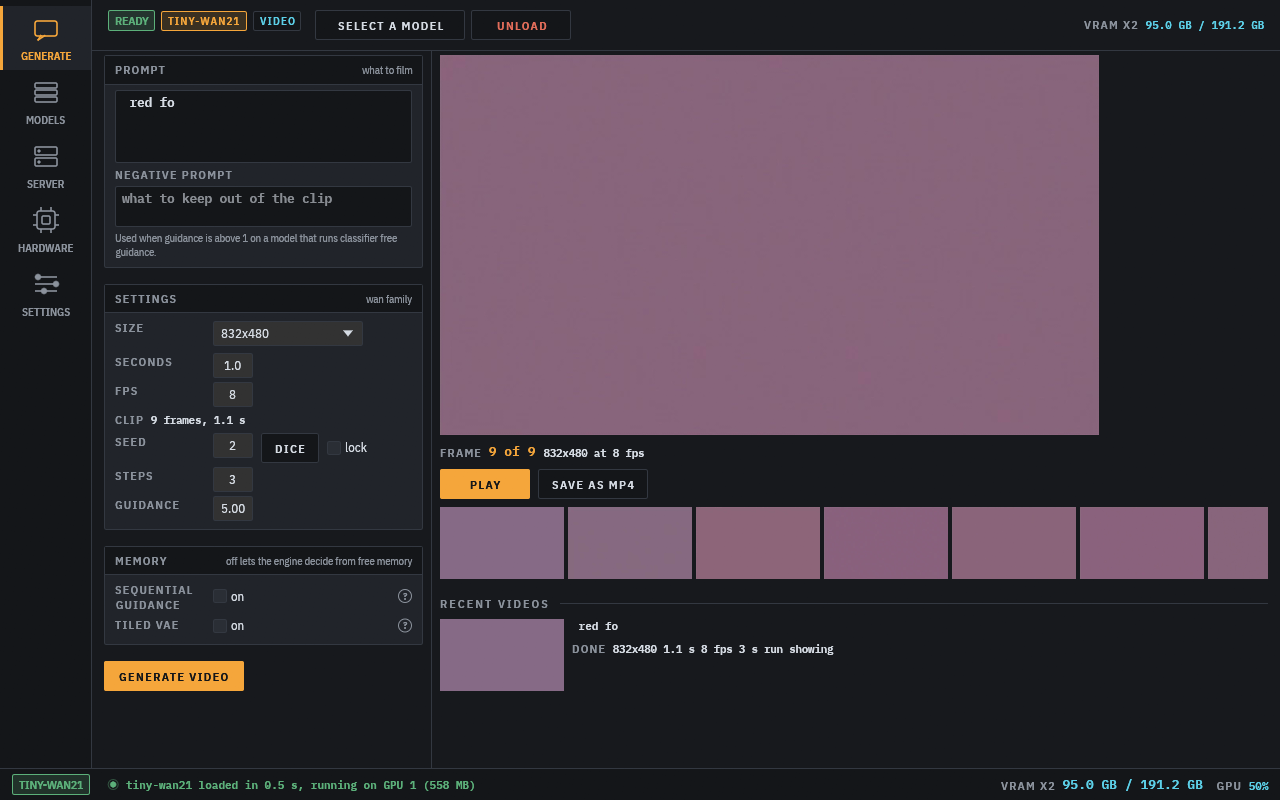 READY TINY-WAN21 VIDEO SELECT A MODEL UNLOAD VRAM X2 95.0 GB / 191.2 GB
GENERATE
MODELS
SERVER
HARDWARE
SETTINGS
PROMPT what to film
red fo
NEGATIVE PROMPT
what to keep out of the clip
Used when guidance is above 1 on a model that runs classifier free
guidance.
SETTINGS wan family
SIZE 832x480
SECONDS 1.0
FPS 8
CLIP 9 frames, 1.1 s
SEED 2 DICE lock
STEPS 3
GUIDANCE 5.00
MEMORY off lets the engine decide from free memory
SEQUENTIAL
GUIDANCE on ?
TILED VAE on ?
GENERATE VIDEO
FRAME 9 of 9 832x480 at 8 fps
PLAY SAVE AS MP4
RECENT VIDEOS
red fo
DONE 832x480 1.1 s 8 fps 3 s run showing
TINY-WAN21 tiny-wan21 loaded in 0.5 s, running on GPU 1 (558 MB) VRAM X2 95.0 GB / 191.2 GB GPU 50%